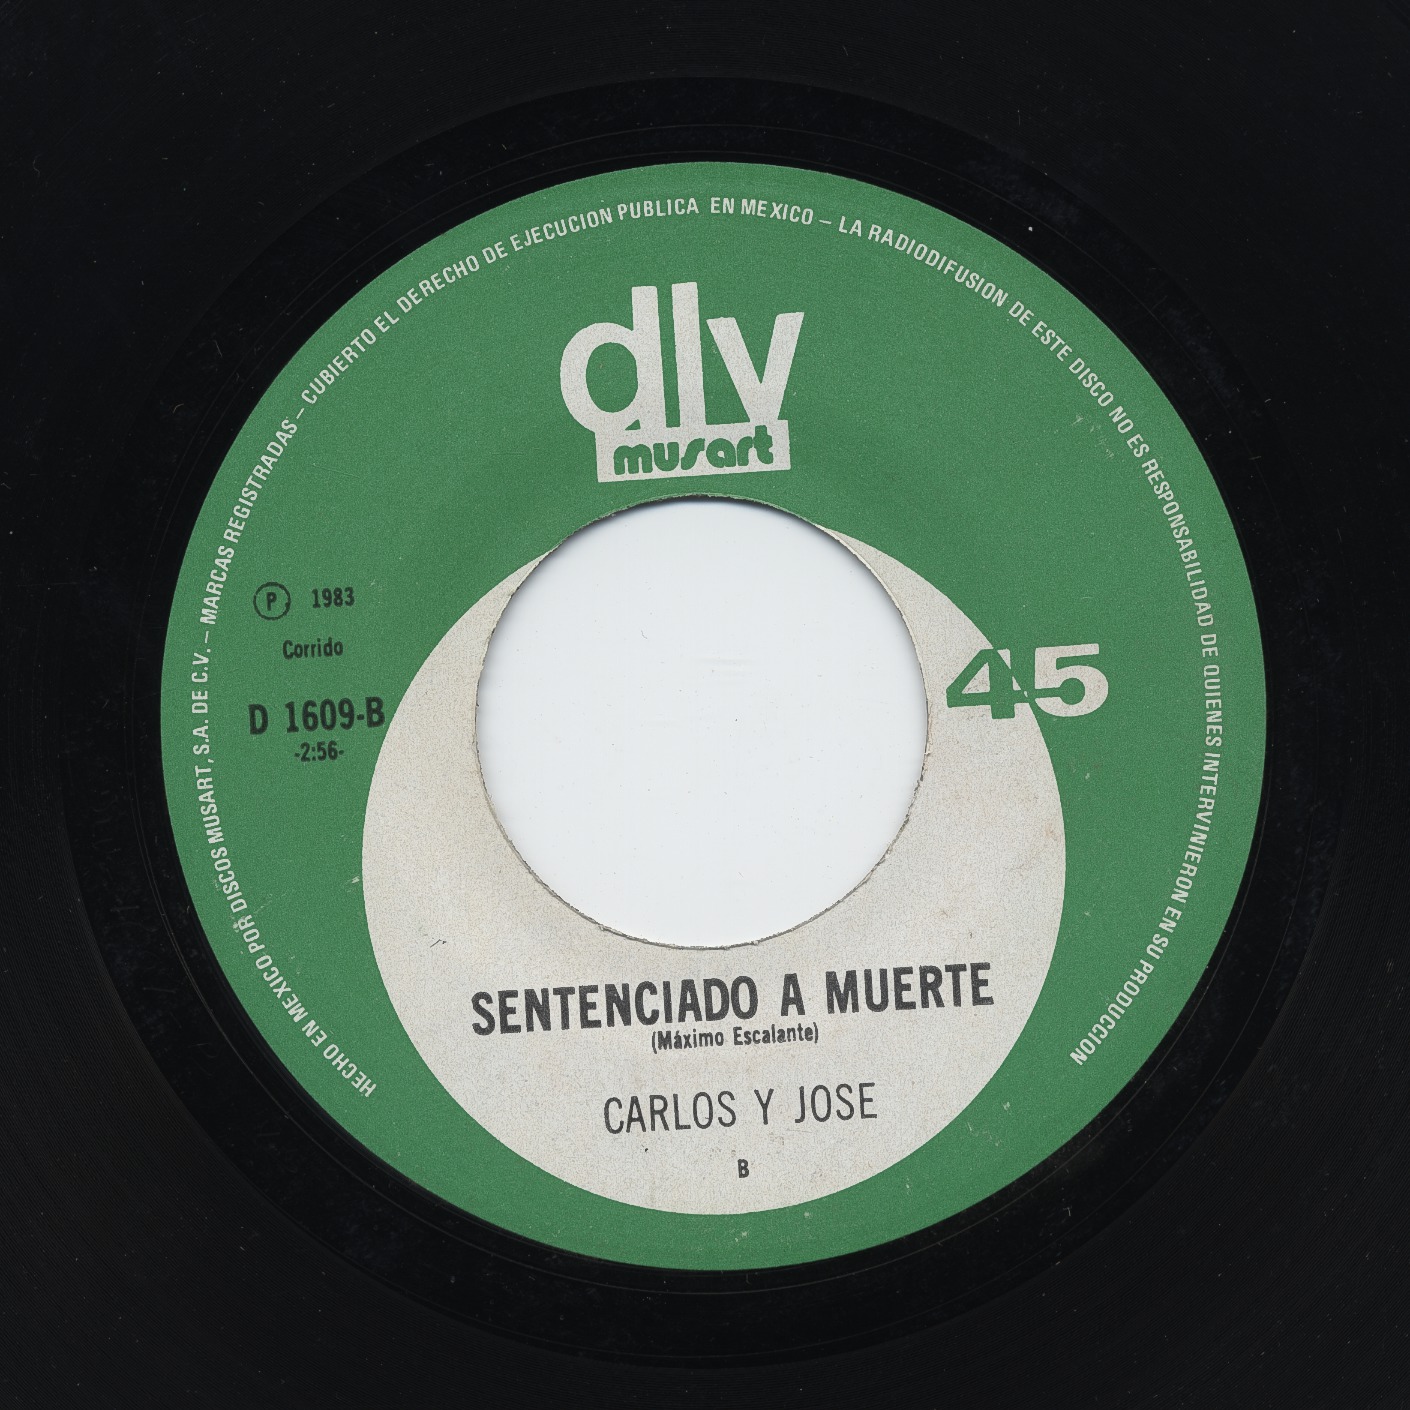 HECHO EN MEXICO POR DISCOS MUSART, S.A. DE C.V. – MARCAS REGISTRADAS – CUBIERTO EL DERECHO DE EJECUCION PUBLICA EN MEXICO – LA RADIODIFUSION DE ESTE DISCO NO ES RESPONSABILIDAD DE QUIENES INTERVINIERON EN SU PRODUCCION
dlv
musart
Ⓟ 1983
Corrido
D 1609-B
-2:56-
45
SENTENCIADO A MUERTE
(Máximo Escalante)
CARLOS Y JOSE
B